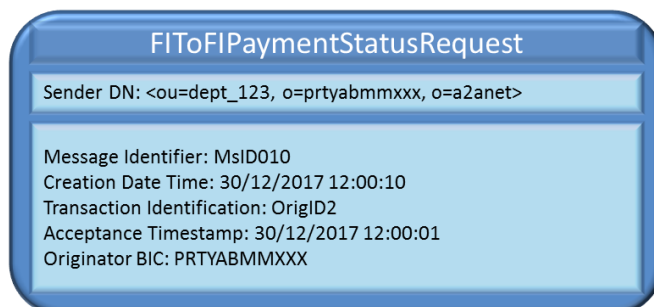 FIToFIPaymentStatusRequest
Sender DN: <ou=dept_123, o=prtyabmmxxx, o=a2anet>
Message Identifier: MsID010
Creation Date Time: 30/12/2017 12:00:10
Transaction Identification: OrigID2
Acceptance Timestamp: 30/12/2017 12:00:01
Originator BIC: PRTYABMMXXX